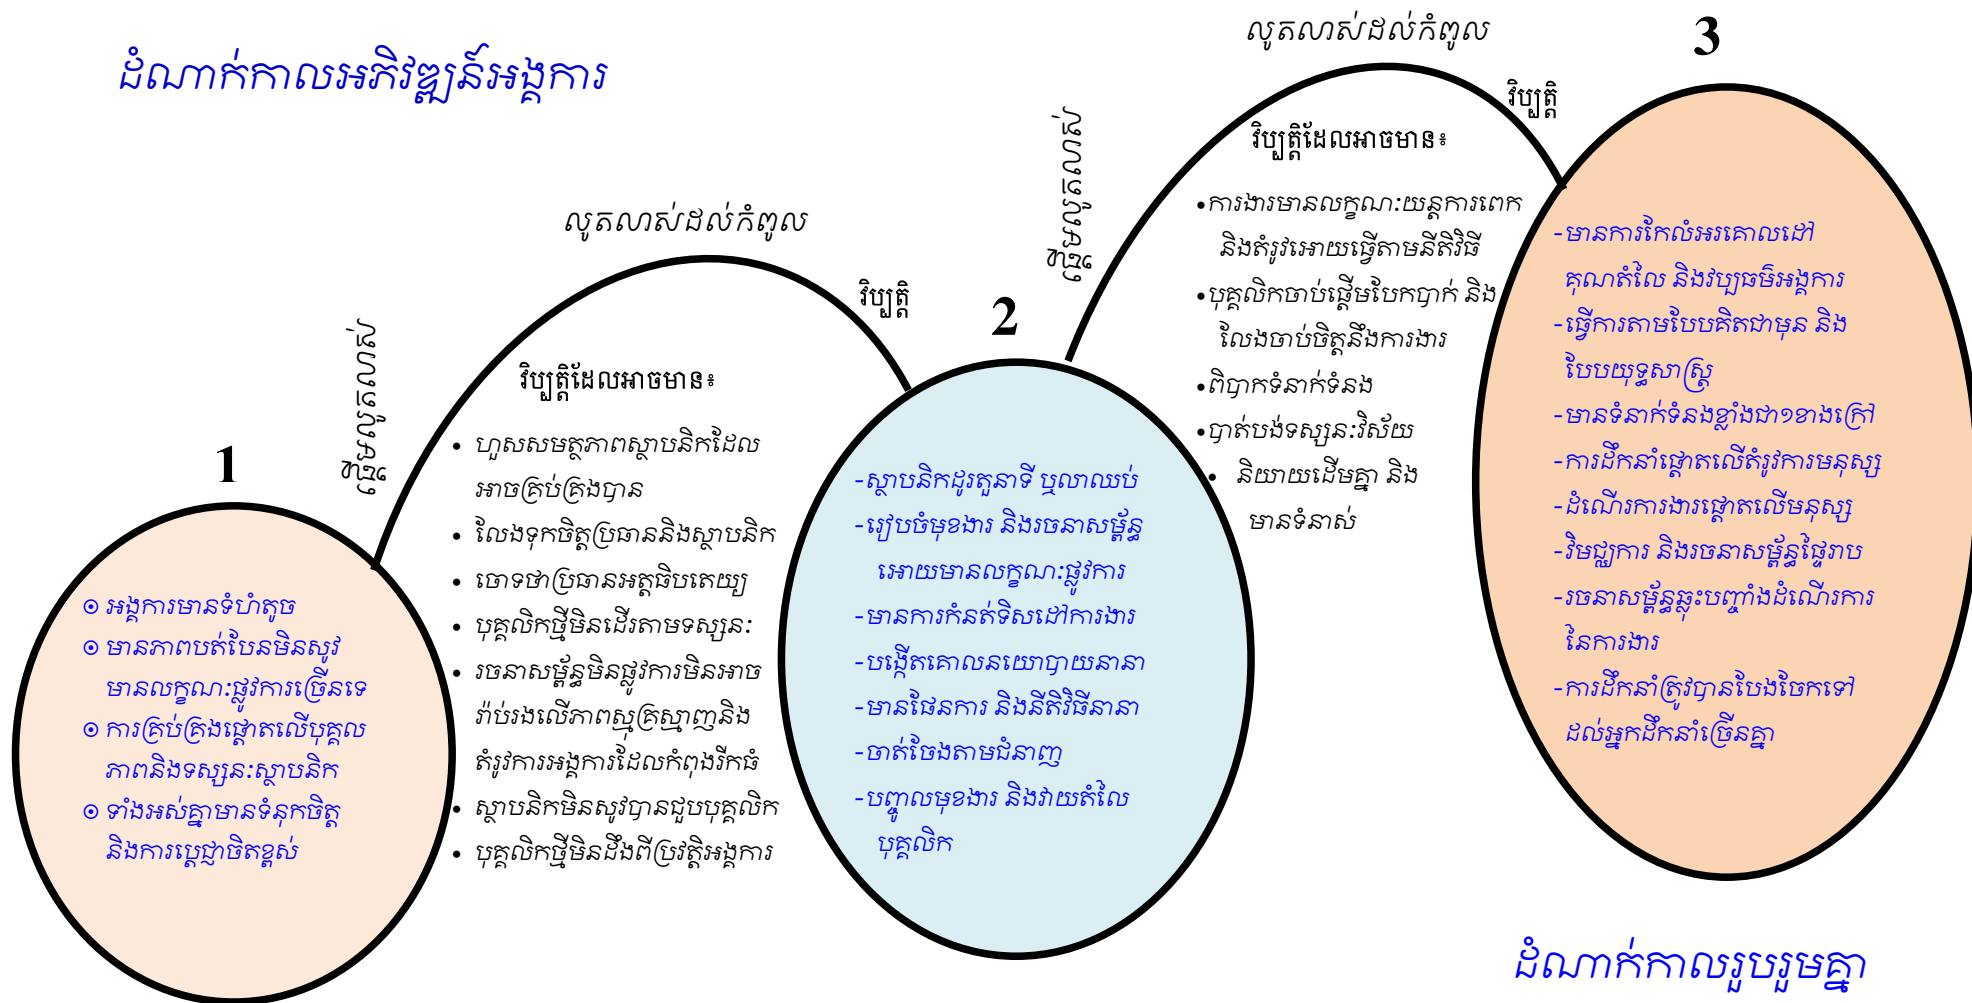 ដំណាក់កាលអភិវឌ្ឍន៍អង្គការ
1
អង្គការមានទំហំតូច
មានភាពបត់បែនមិនសូវ
មានលក្ខណៈផ្លូវការច្រើនទេ
ការគ្រប់គ្រងផ្តោតលើបុគ្គល
ភាពនិងទស្សនៈស្ថាបនិក
ទាំងអស់គ្នាមានទំនុកចិត្ត
និងការប្តេជ្ញាចិតខ្ពស់
ចាប់ផ្តើមលូតលាស់
លូតលាស់ដល់កំពូល
វិប្បត្តិ
វិប្បត្តិដែលអាចមាន៖
• ហួសសមត្ថភាពស្ថាបនិកដែល
អាចគ្រប់គ្រងបាន
• លែងទុកចិត្តប្រធាននិងស្ថាបនិក
• ចោទថាប្រធានអត្តធិបតេយ្យ
• បុគ្គលិកថ្មីមិនដើរតាមទស្សនៈ
• រចនាសម្ព័ន្ធមិនផ្លូវការមិនអាច
រ៉ាប់រងលើភាពស្មុគ្រស្មាញនិង
តំរូវការអង្គការដែលកំពុងរីកធំ
• ស្ថាបនិកមិនសូវបានជួបបុគ្គលិក
• បុគ្គលិកថ្មីមិនដឹងពីប្រវត្តិអង្គការ
2
-ស្ថាបនិកដូរតួនាទី ឬលាឈប់
-រៀបចំមុខងារ និងរចនាសម្ព័ន្ធ
អោយមានលក្ខណៈផ្លូវការ
-មានការកំនត់ទិសដៅការងារ
-បង្កើតគោលនយោបាយនានា
-មានផែនការ និងនីតិវិធីនានា
-ចាត់ចែងតាមជំនាញ
-បញ្ចូលមុខងារ និងវាយតំលៃ
បុគ្គលិក
លូតលាស់ដល់កំពូល
វិប្បត្តិ
វិប្បត្តិដែលអាចមាន៖
•ការងារមានលក្ខណៈយន្តការពេក
និងតំរូវអោយធ្វើតាមនីតិវិធី
•បុគ្គលិកចាប់ផ្តើមបែកបាក់ និង
លែងចាប់ចិត្តនឹងការងារ
•ពិបាកទំនាក់ទំនង
•បាត់បង់ទស្សនៈវិស័យ
• និយាយដើមគ្នា និង
មានទំនាស់
3
-មានការកែលំអរគោលដៅ
គុណតំលៃ និងវប្បធម៌អង្គការ
-ធ្វើការតាមបែបគិតជាមុន និង
បែបយុទ្ធសាស្ត្រ
-មានទំនាក់ទំនងខ្លាំងជា១ខាងក្រៅ
-ការដឹកនាំផ្តោតលើតំរូវការមនុស្ស
-ដំណើរការងារផ្តោតលើមនុស្ស
-វិមជ្ឈការ និងរចនាសម្ព័ន្ធផ្ទៃរាប
-រចនាសម្ព័ន្ធឆ្លុះបញ្ចាំងដំណើរការ
នៃការងារ
-ការដឹកនាំត្រូវបានបែងចែកទៅ
ដល់អ្នកដឹកនាំច្រើនគ្នា
ដំណាក់កាលរួបរួមគ្នា